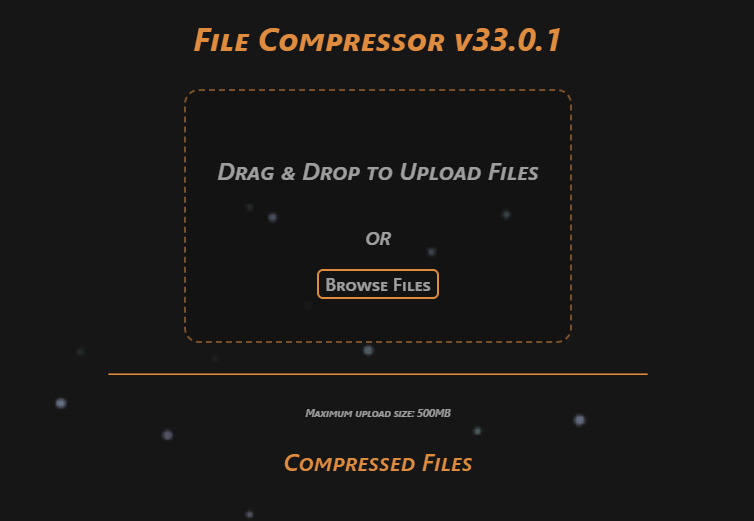 File Compressor v33.0.1
Drag & Drop to Upload Files
OR
Browse Files
Maximum upload size: 500MB
Compressed Files